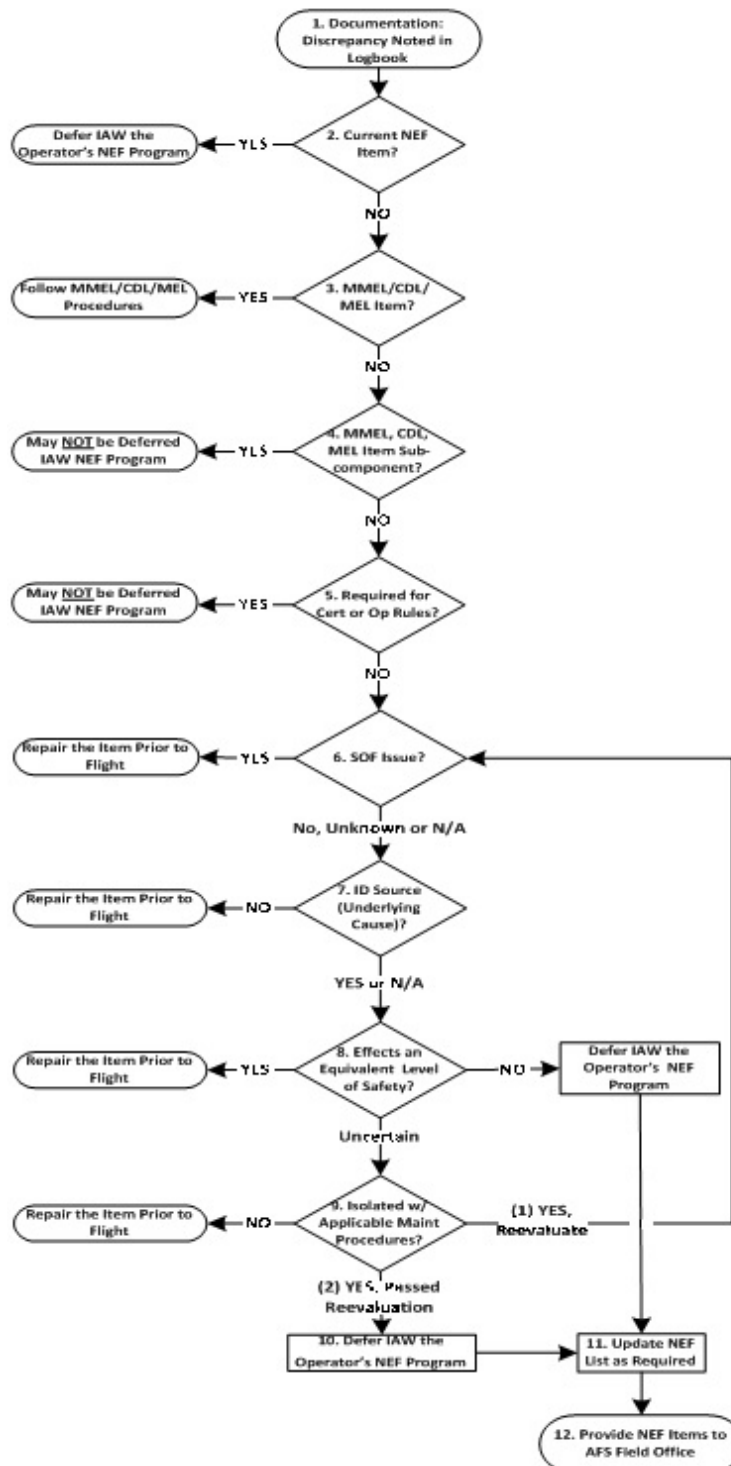 1. Documentation:
Discrepancy Noted in
Logbook
Defer IAW the
Operator's NEF Program
YES
2. Current NEF
Item?
NO
Follow MMEL/CDL/MEL
Procedures
YES
3. MMEL/CDL/
MEL Item?
NO
May NOT be Deferred
IAW NEF Program
YES
4. MMEL, CDL,
MEL Item Sub-
component?
NO
May NOT be Deferred
IAW NEF Program
YES
5. Required for
Cert or Op Rules?
NO
Repair the Item Prior to
Flight
YES
6. SOF Issue?
No, Unknown or N/A
Repair the Item Prior to
Flight
NO
7. ID Source
(Underlying
Cause)?
YES or N/A
Repair the Item Prior to
Flight
YES
8. Effects an
Equivalent Level
of Safety?
NO
Defer IAW the
Operator's NEF
Program
Uncertain
Repair the Item Prior to
Flight
NO
9. Isolated w/
Applicable Maint
Procedures?
(1) YES,
Reevaluate
(2) YES, Passed
Reevaluation
10. Defer IAW the
Operator's NEF Program
11. Update NEF
List as Required
12. Provide NEF Items to
AFS Field Office